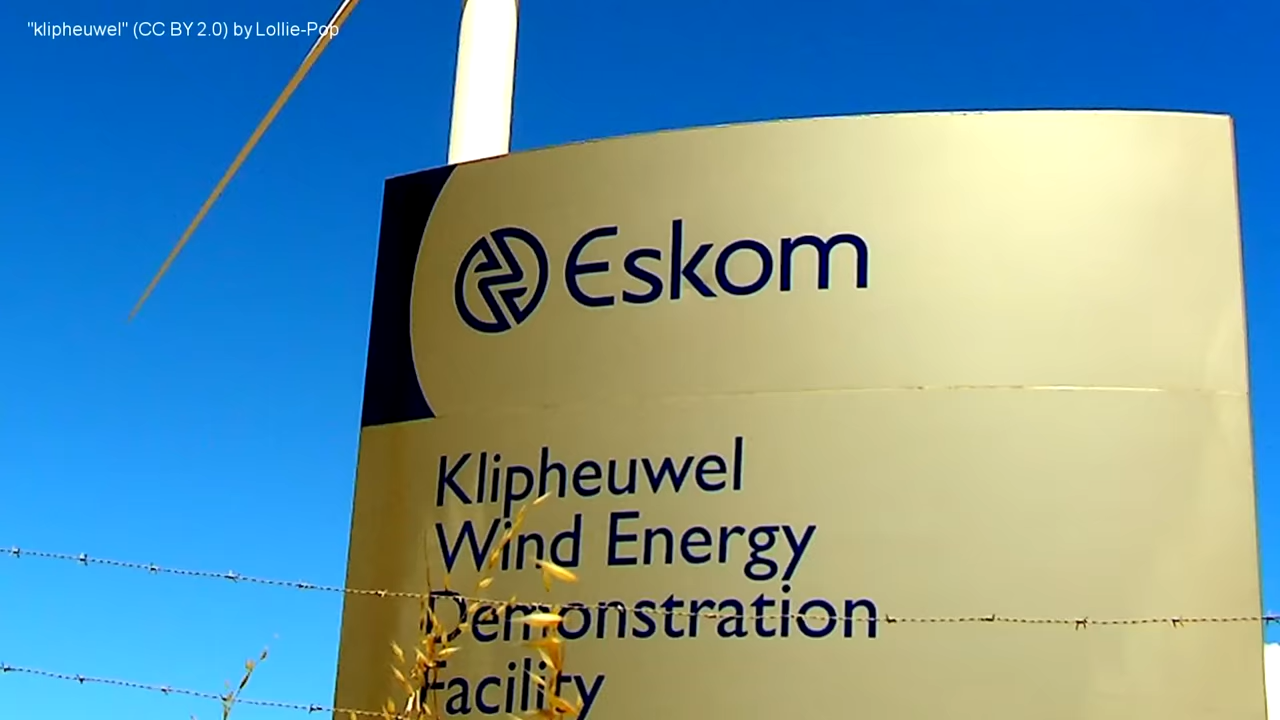 "klipheuwel" (CC BY 2.0) by Lollie-Pop
Eskom
Klipheuwel
Wind Energy
Demonstration
Facility